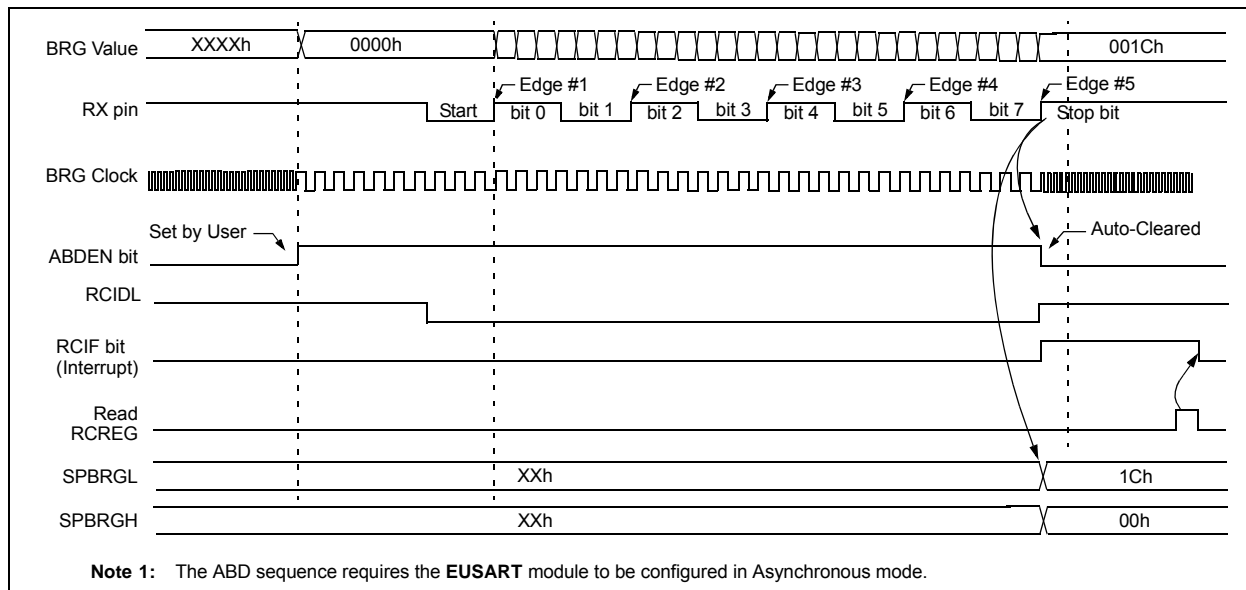 BRG Value XXXXh 0000h 001Ch
Edge #1 Edge #2 Edge #3 Edge #4 Edge #5
RX pin Start bit 0 bit 1 bit 2 bit 3 bit 4 bit 5 bit 6 bit 7 Stop bit
BRG Clock
Set by User Auto-Cleared
ABDEN bit
RCIDL
RCIF bit
(Interrupt)
Read
RCREG
SPBRGL XXh 1Ch
SPBRGH XXh 00h
Note 1: The ABD sequence requires the EUSART module to be configured in Asynchronous mode.